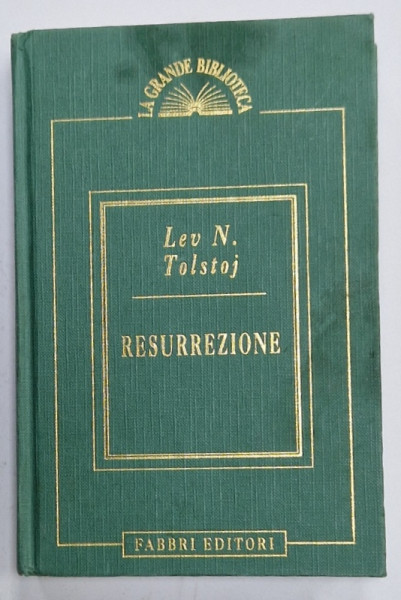 LA GRANDE BIBLIOTECA
Lev N.
Tolstoj
RESURREZIONE
FABBRI EDITORI